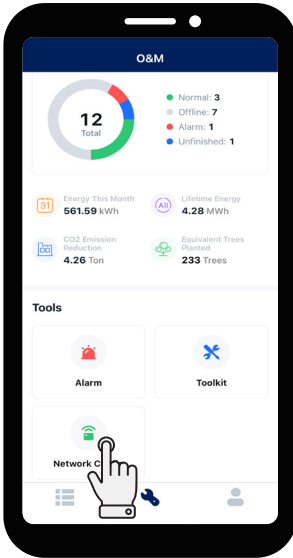 O&M
12
Total
Normal: 3
Offline: 7
Alarm: 1
Unfinished: 1
31
Energy This Month
561.59 kWh
All
Lifetime Energy
4.28 MWh
CO2 Emission
Reduction
4.26 Ton
Equivalent Trees
Planted
233 Trees
Tools
Alarm
Toolkit
Network C